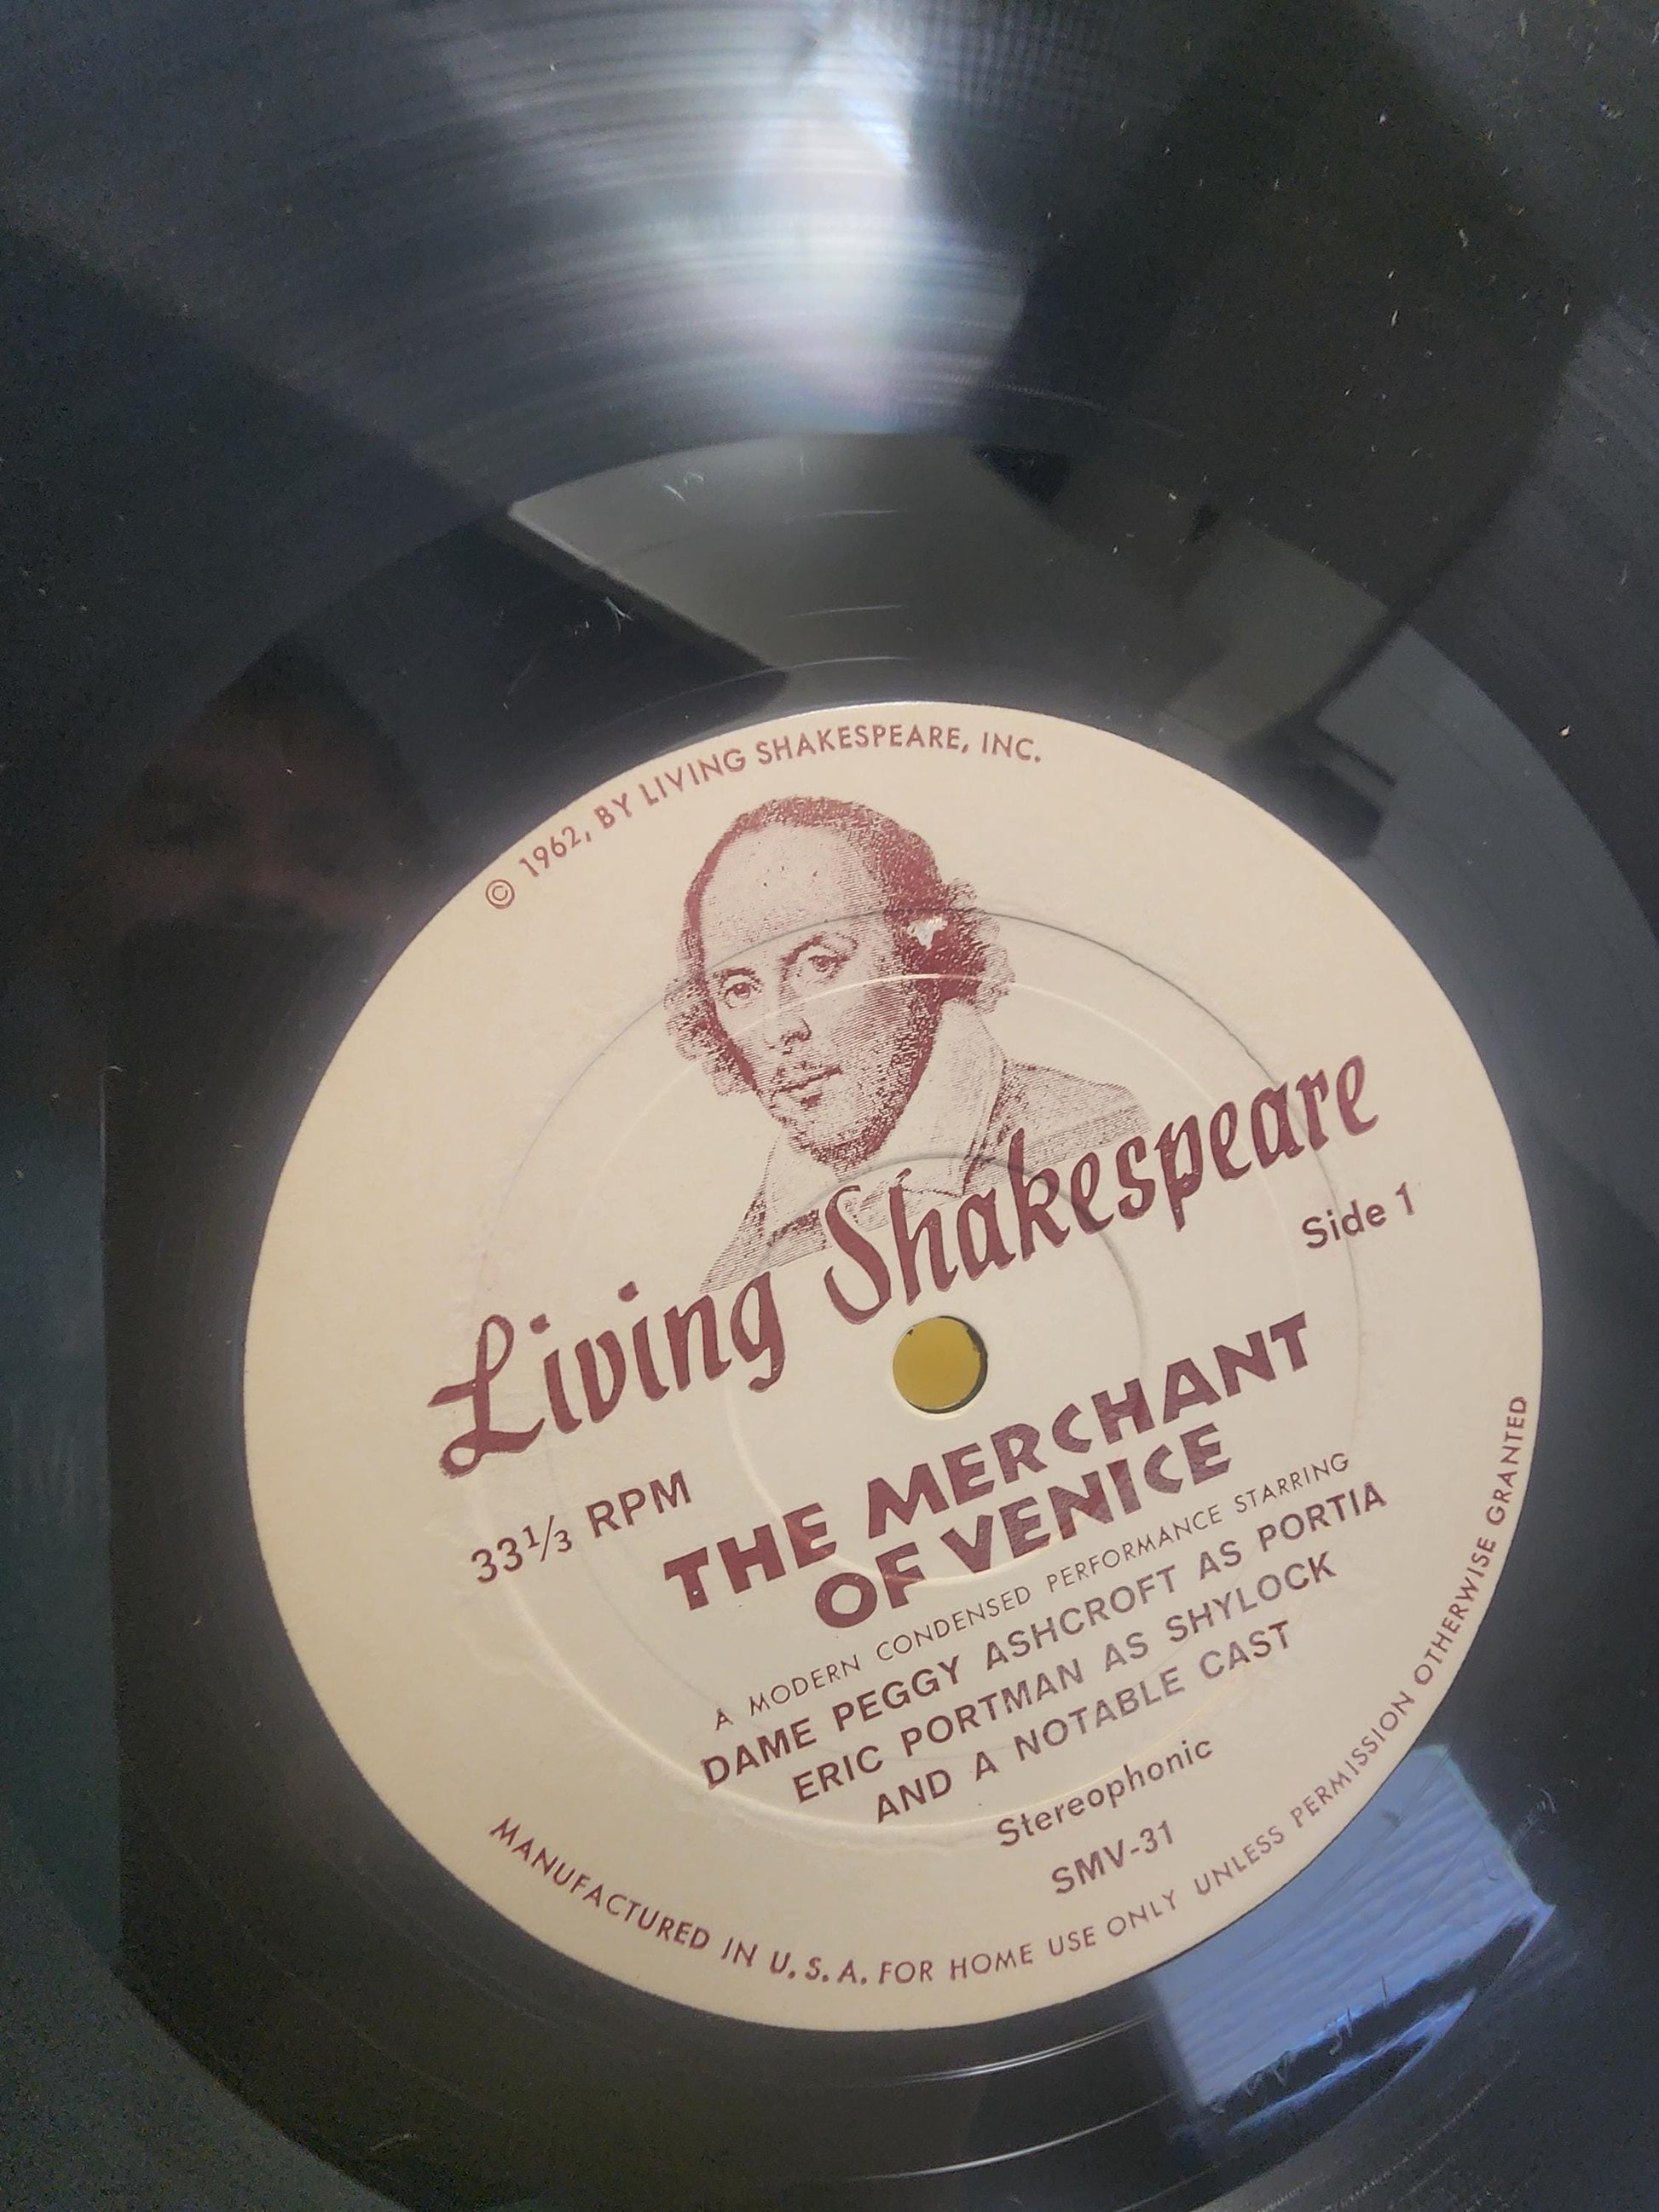 © 1962, BY LIVING SHAKESPEARE, INC.
Living Shakespeare
Side 1
33⅓ RPM
THE MERCHANT
OF VENICE
A MODERN CONDENSED PERFORMANCE STARRING
DAME PEGGY ASHCROFT AS PORTIA
ERIC PORTMAN AS SHYLOCK
AND A NOTABLE CAST
Stereophonic
SMV-31
MANUFACTURED IN U.S.A. FOR HOME USE ONLY UNLESS PERMISSION OTHERWISE GRANTED